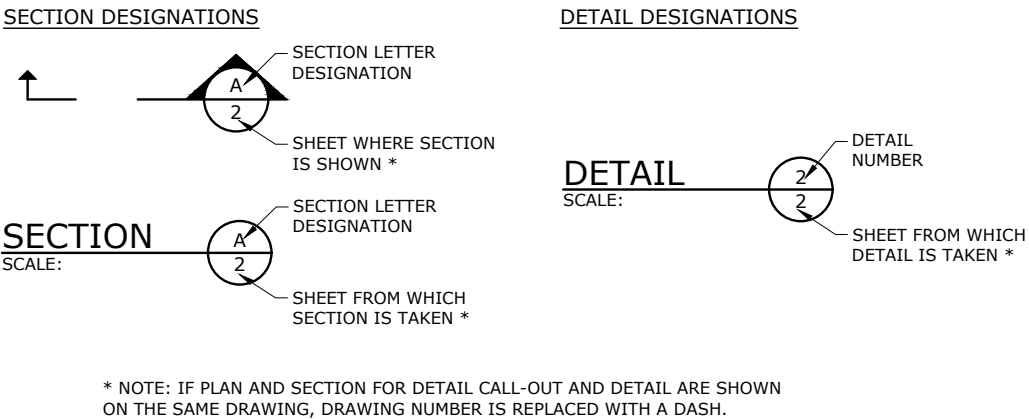 SECTION DESIGNATIONS
SECTION LETTER
DESIGNATION
A
2
SHEET WHERE SECTION
IS SHOWN *
SECTION LETTER
DESIGNATION
SECTION
A
SCALE:
2
SHEET FROM WHICH
SECTION IS TAKEN *
DETAIL DESIGNATIONS
DETAIL
NUMBER
DETAIL
2
SCALE:
2
SHEET FROM WHICH
DETAIL IS TAKEN *
* NOTE: IF PLAN AND SECTION FOR DETAIL CALL-OUT AND DETAIL ARE SHOWN
ON THE SAME DRAWING, DRAWING NUMBER IS REPLACED WITH A DASH.